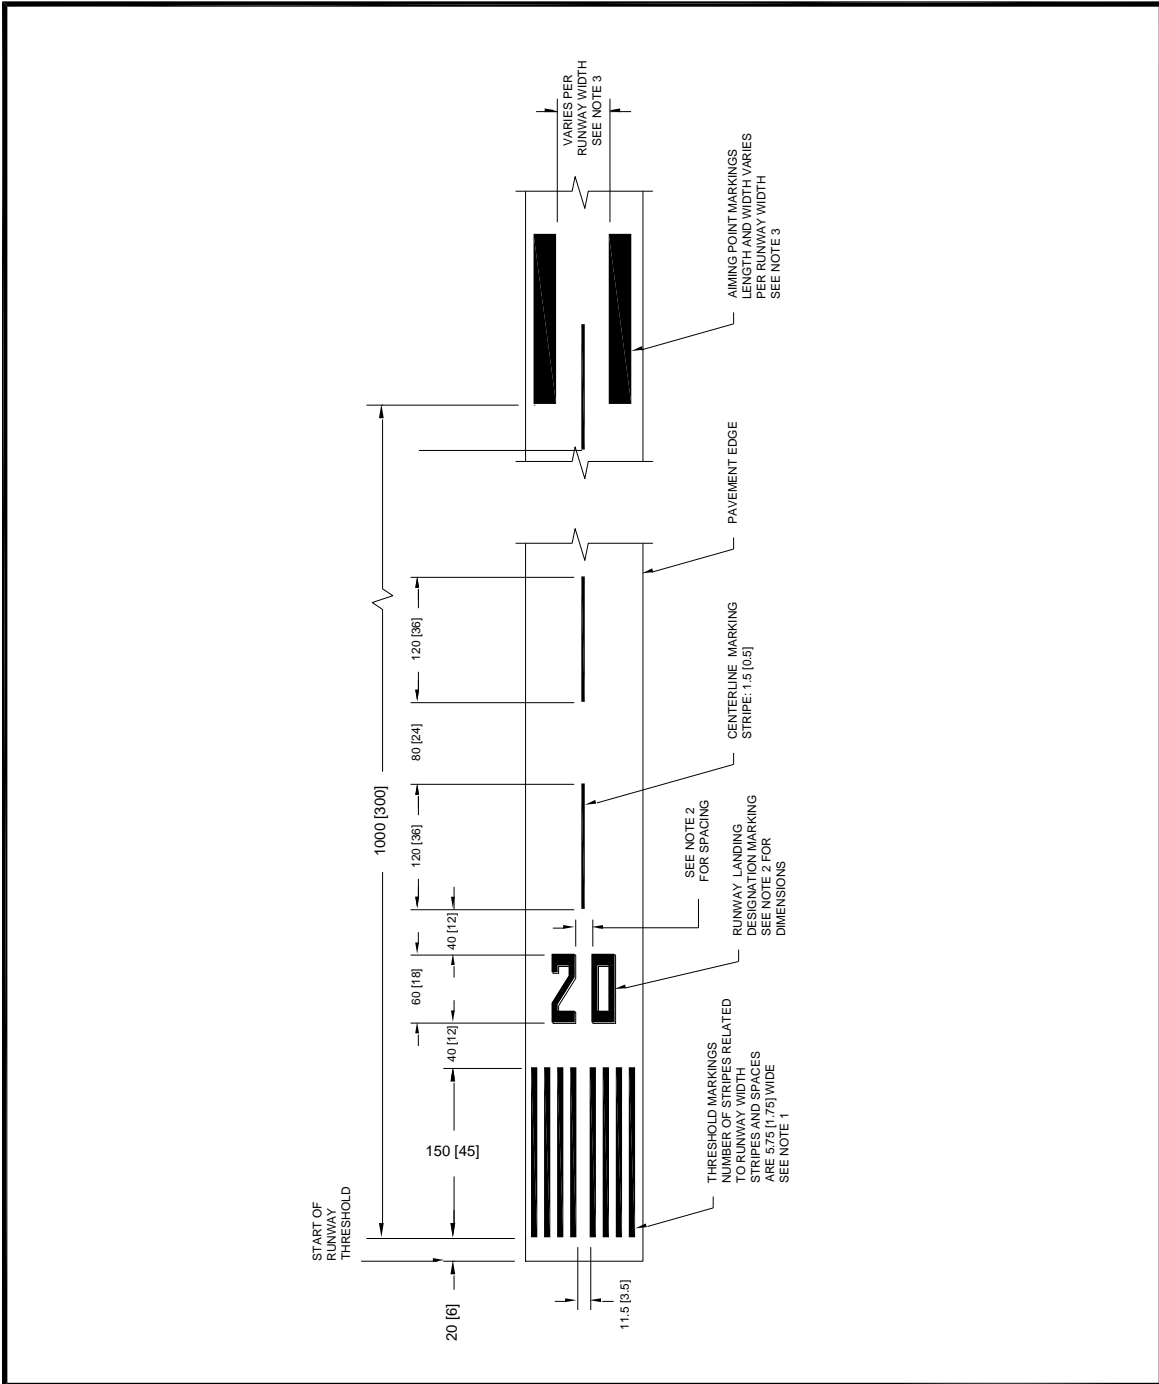 VARIES PER
RUNWAY WIDTH
SEE NOTE 3
AIMING POINT MARKINGS
LENGTH AND WIDTH VARIES
PER RUNWAY WIDTH
SEE NOTE 3
PAVEMENT EDGE
1000 [300]
120 [36]
80 [24]
120 [36]
40 [12]
60 [18]
40 [12]
150 [45]
CENTERLINE MARKING
STRIPE: 1.5 [0.5]
SEE NOTE 2
FOR SPACING
RUNWAY LANDING
DESIGNATION MARKING
SEE NOTE 2 FOR
DIMENSIONS
20
THRESHOLD MARKINGS
NUMBER OF STRIPES RELATED
TO RUNWAY WIDTH
STRIPES AND SPACES
ARE 5.75 [1.75] WIDE
SEE NOTE 1
START OF
RUNWAY
THRESHOLD
20 [6]
11.5 [3.5]